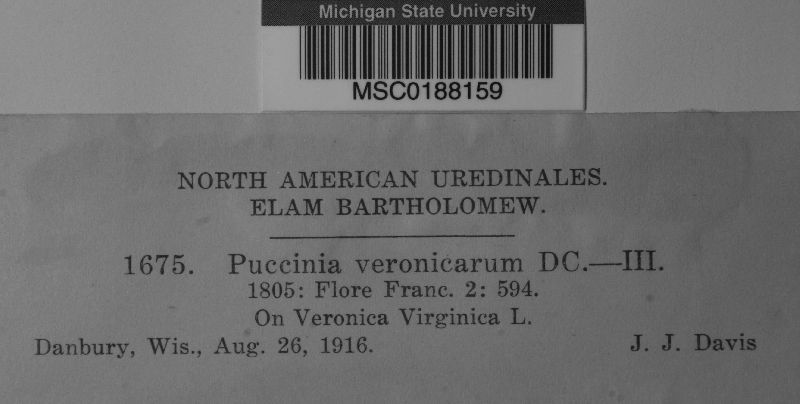 Michigan State University
MSC0188159
NORTH AMERICAN UREDINALES.
ELAM BARTHOLOMEW.
1675. Puccinia veronicarum DC.—III.
1805: Flore Franc. 2: 594.
On Veronica Virginica L.
Danbury, Wis., Aug. 26, 1916. J. J. Davis